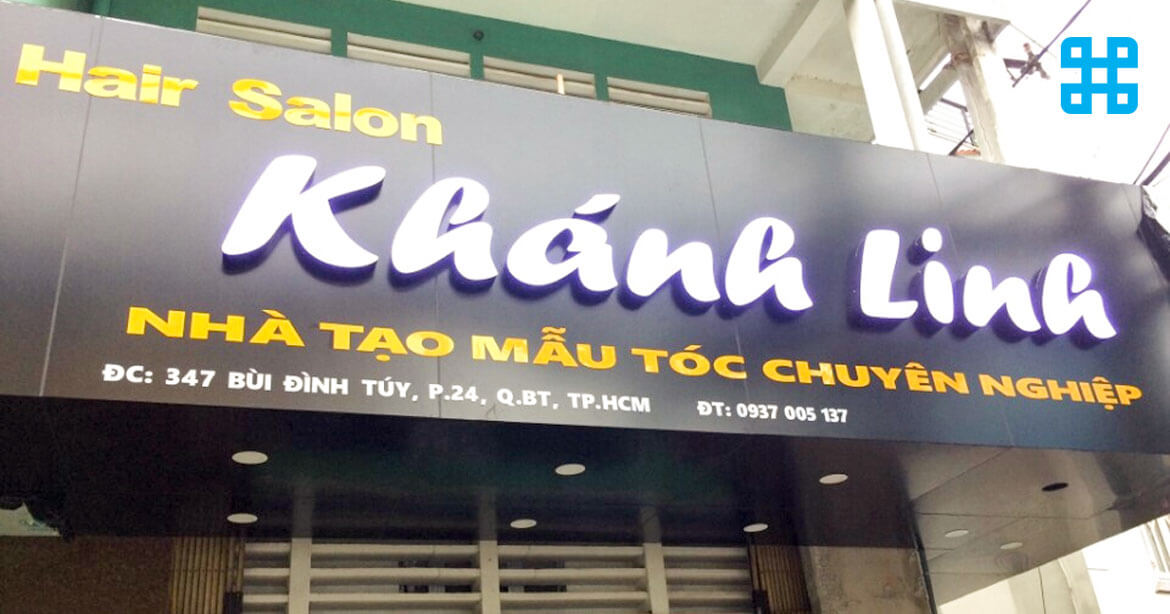 Hair Salon
Khánh Linh
NHÀ TẠO MẪU TÓC CHUYÊN NGHIỆP
ĐC: 347 BÙI ĐÌNH TÚY, P.24, Q.BT, TP.HCM ĐT: 0937 005 137